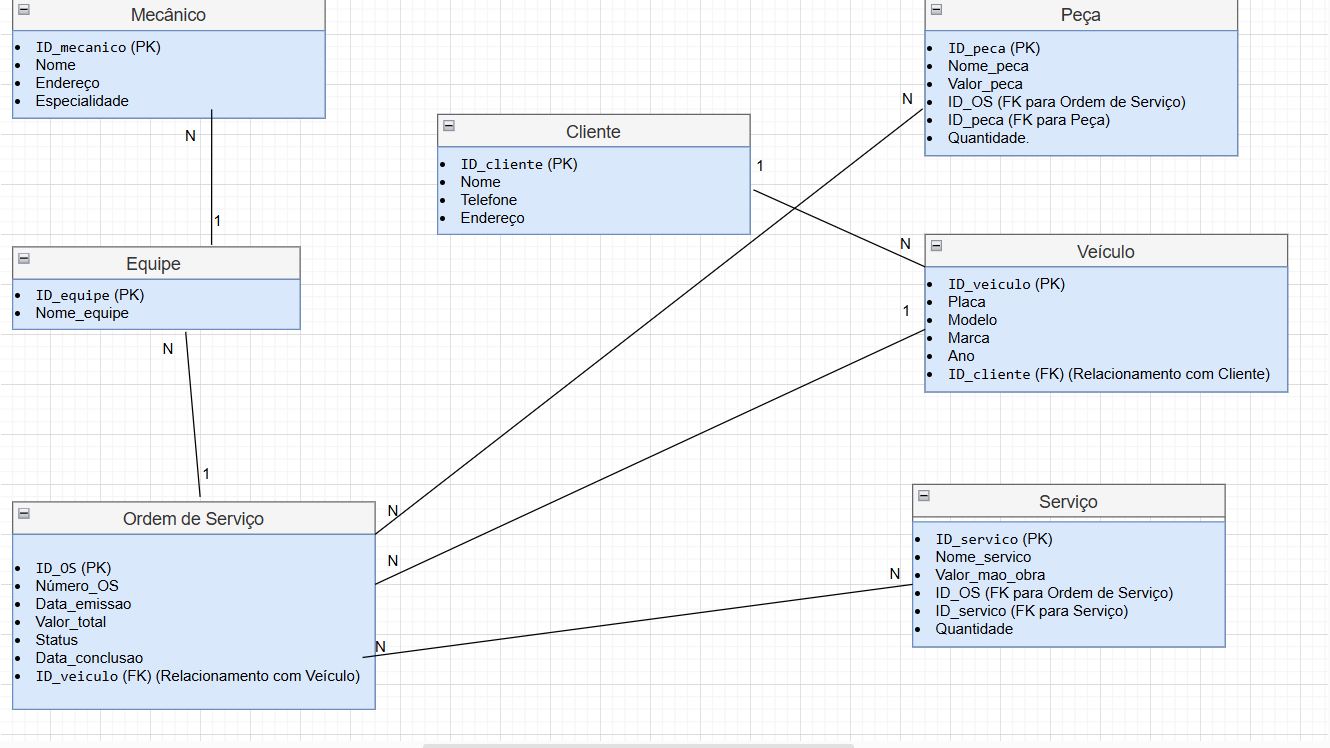 Mecânico
ID_mecanico (PK)
Nome
Endereço
Especialidade
N
1
Equipe
ID_equipe (PK)
Nome_equipe
N
1
Ordem de Serviço
ID_OS (PK)
Número_OS
Data_emissao
Valor_total
Status
Data_conclusao
ID_veiculo (FK) (Relacionamento com Veículo)
N
N
N
Cliente
ID_cliente (PK)
Nome
Telefone
Endereço
1
Peça
ID_peca (PK)
Nome_peca
Valor_peca
ID_OS (FK para Ordem de Serviço)
ID_peca (FK para Peça)
Quantidade.
N
N
Veículo
ID_veiculo (PK)
Placa
Modelo
Marca
Ano
ID_cliente (FK) (Relacionamento com Cliente)
1
Serviço
ID_servico (PK)
Nome_servico
Valor_mao_obra
ID_OS (FK para Ordem de Serviço)
ID_servico (FK para Serviço)
Quantidade
N